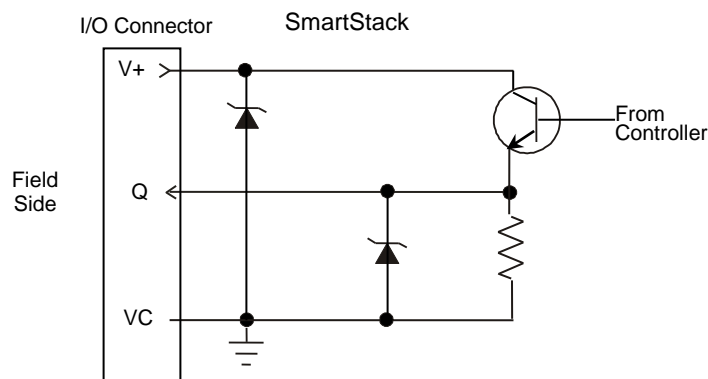 I/O Connector
SmartStack
V+
From
Controller
Field
Side
Q
VC